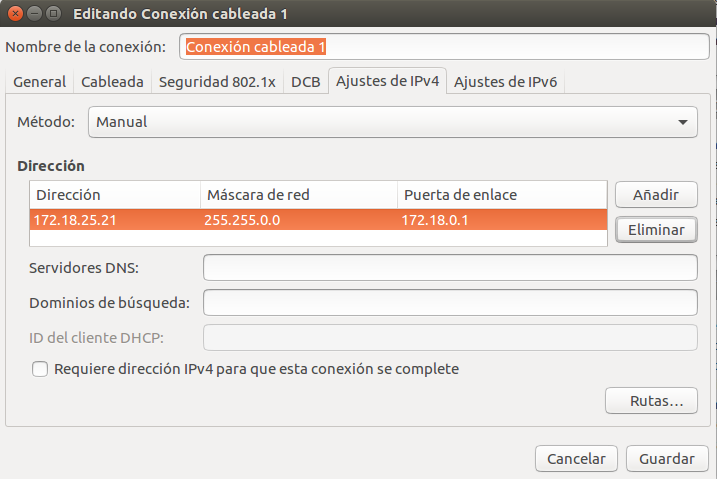 Editando Conexión cableada 1
Nombre de la conexión: Conexión cableada 1
General Cableada Seguridad 802.1x DCB Ajustes de IPv4 Ajustes de IPv6
Método: Manual
Dirección
Dirección Máscara de red Puerta de enlace Añadir
172.18.25.21 255.255.0.0 172.18.0.1 Eliminar
Servidores DNS:
Dominios de búsqueda:
ID del cliente DHCP:
Requiere dirección IPv4 para que esta conexión se complete
Rutas...
Cancelar Guardar